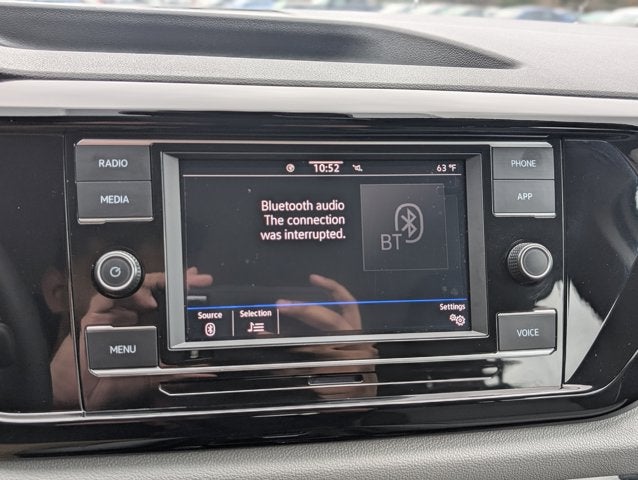 RADIO
MEDIA
MENU
10:52
63 °F
Bluetooth audio
The connection
was interrupted.
BT
Source
Selection
Settings
PHONE
APP
VOICE